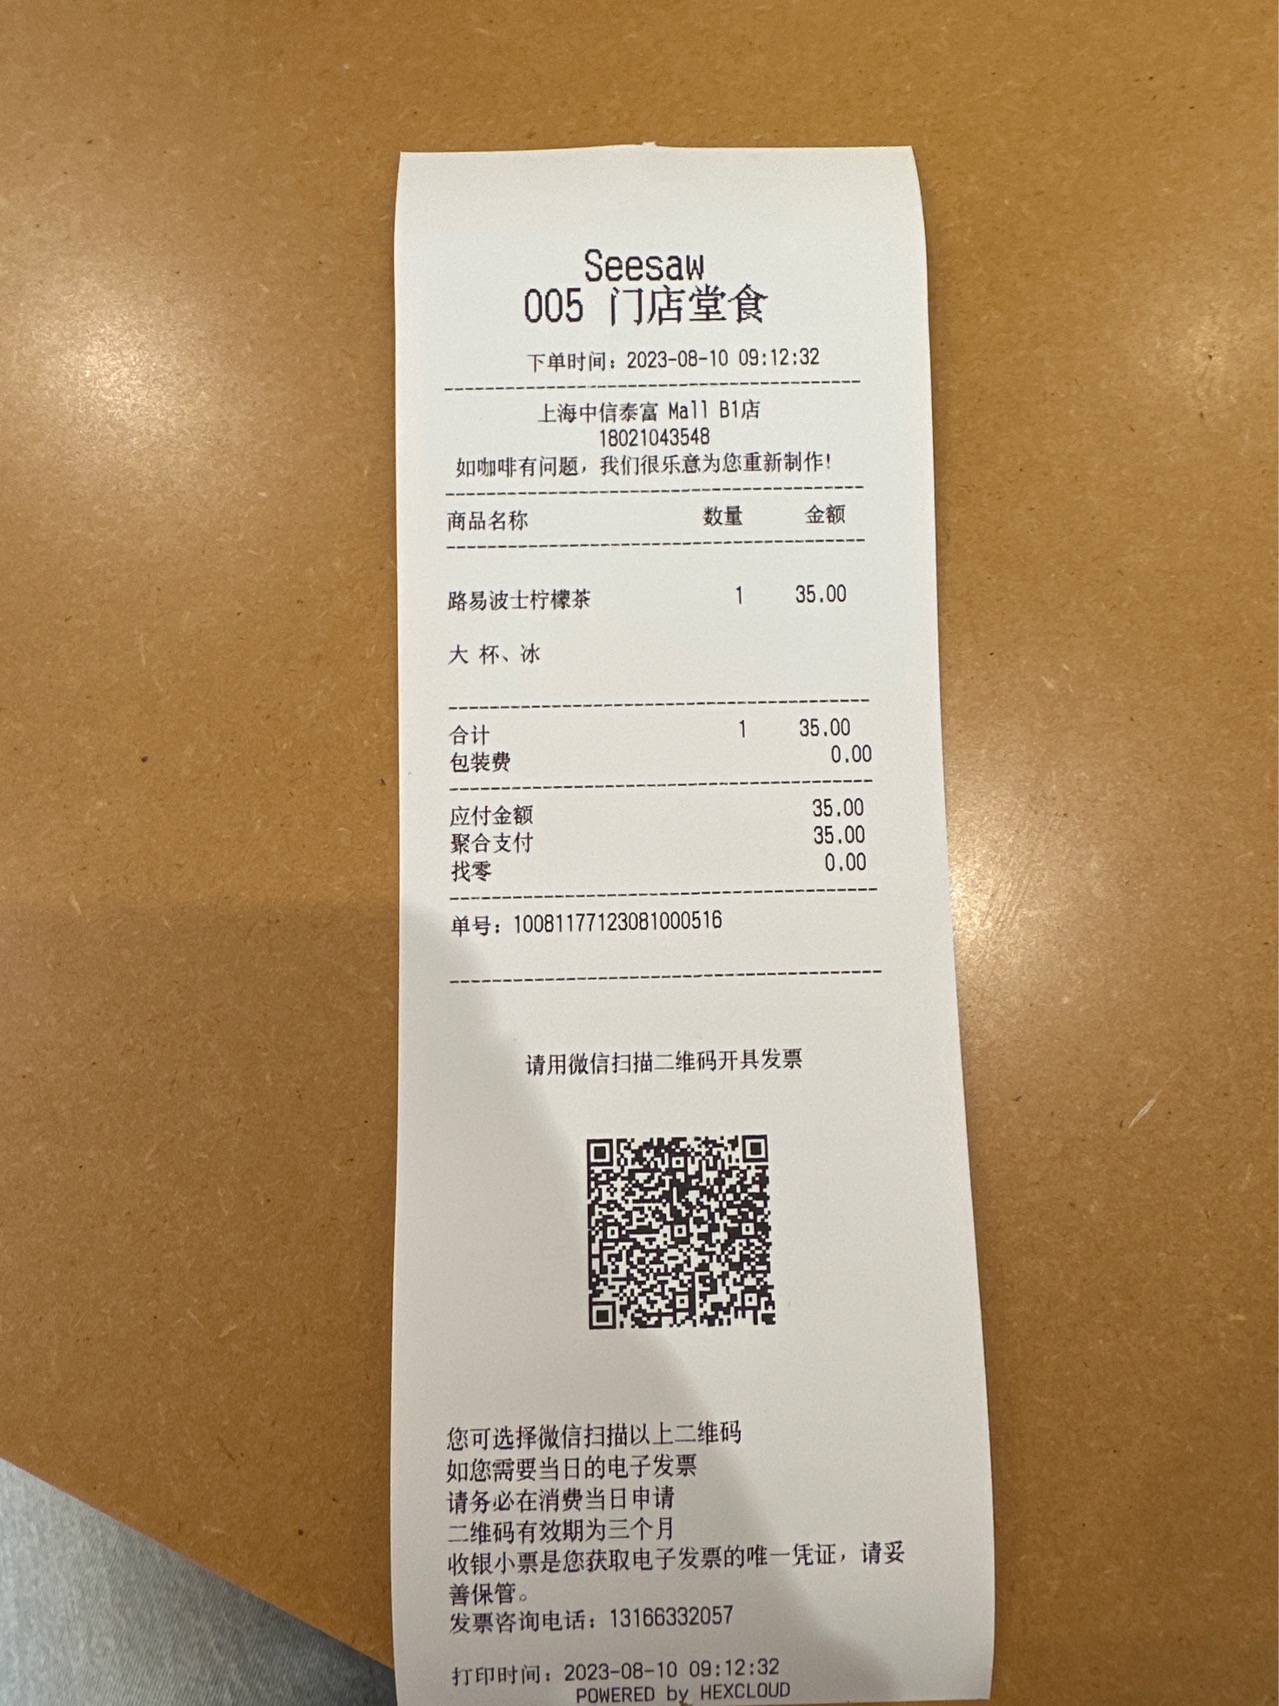 Seesaw
005 门店堂食
下单时间：2023-08-10 09:12:32
上海中信泰富 Mall B1店
18021043548
如咖啡有问题，我们很乐意为您重新制作！
商品名称 数量 金额
路易波士柠檬茶 1 35.00
大 杯、冰
合计 1 35.00
包装费 0.00
应付金额 35.00
聚合支付 35.00
找零 0.00
单号：10081177123081000516
请用微信扫描二维码开具发票
您可选择微信扫描以上二维码
如您需要当日的电子发票
请务必在消费当日申请
二维码有效期为三个月
收银小票是您获取电子发票的唯一凭证，请妥
善保管。
发票咨询电话：13166332057
打印时间：2023-08-10 09:12:32
POWERED by HEXCLOUD